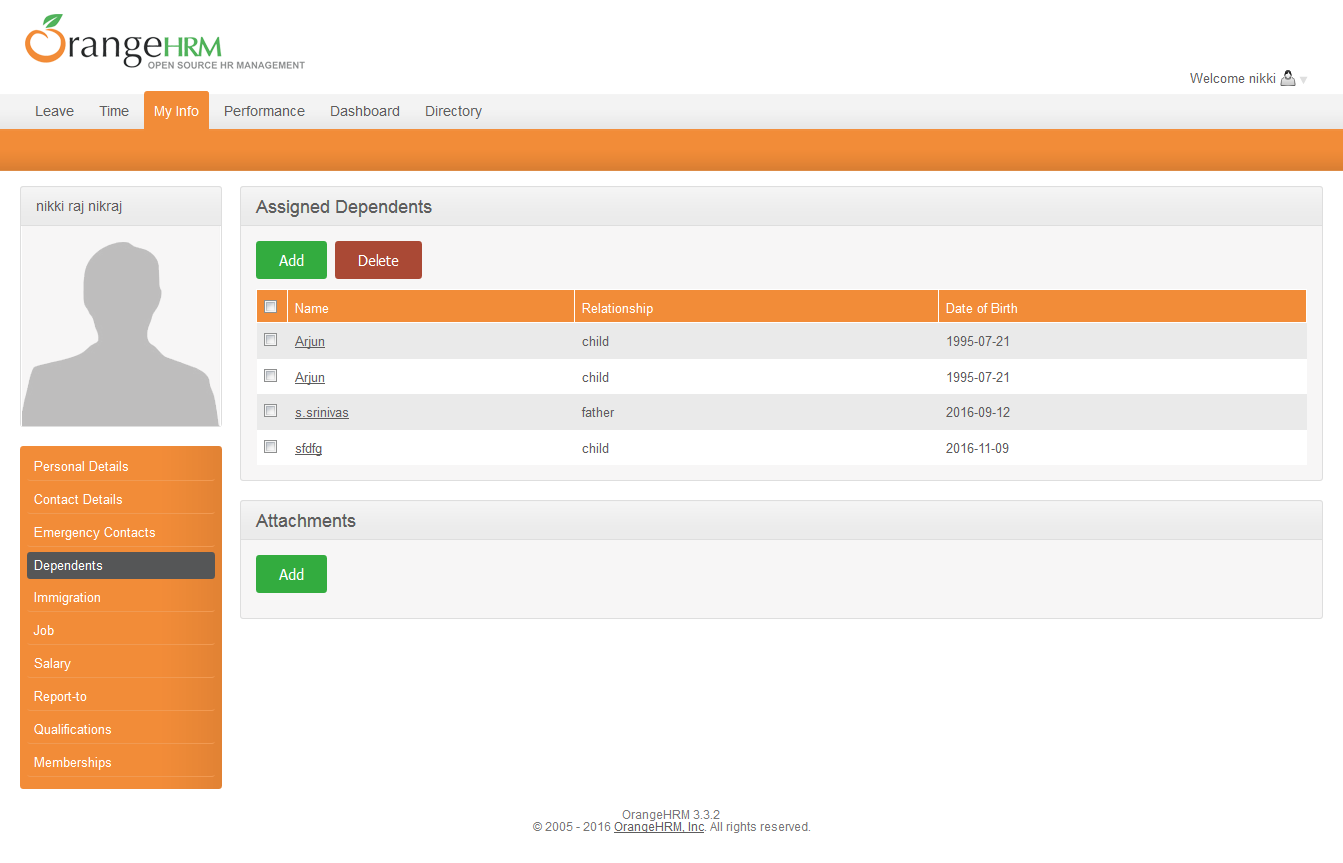 OrangeHRM
OPEN SOURCE HR MANAGEMENT
Welcome nikki
Leave Time My Info Performance Dashboard Directory
nikki raj nikraj
Personal Details
Contact Details
Emergency Contacts
Dependents
Immigration
Job
Salary
Report-to
Qualifications
Memberships
Assigned Dependents
Add Delete
Name Relationship Date of Birth
Arjun child 1995-07-21
Arjun child 1995-07-21
s.srinivas father 2016-09-12
sfdfg child 2016-11-09
Attachments
Add
OrangeHRM 3.3.2
© 2005 - 2016 OrangeHRM, Inc. All rights reserved.